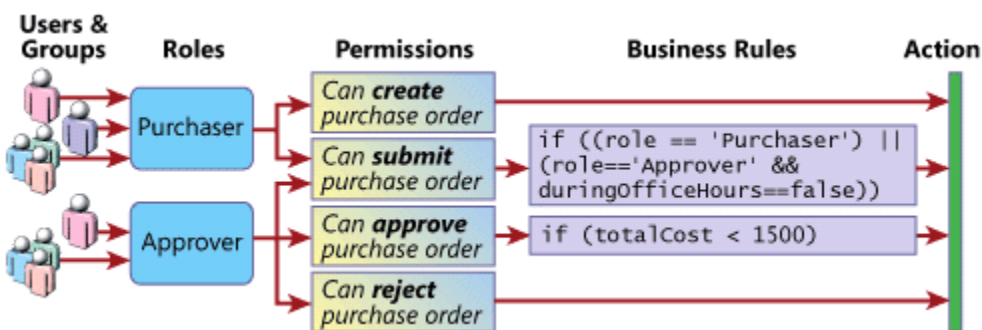 Users &
Groups
Roles
Permissions
Business Rules
Action
Purchaser
Approver
Can create
purchase order
Can submit
purchase order
Can approve
purchase order
Can reject
purchase order
if ((role == 'Purchaser') ||
(role=='Approver' &&
duringOfficeHours==false))
if (totalCost < 1500)